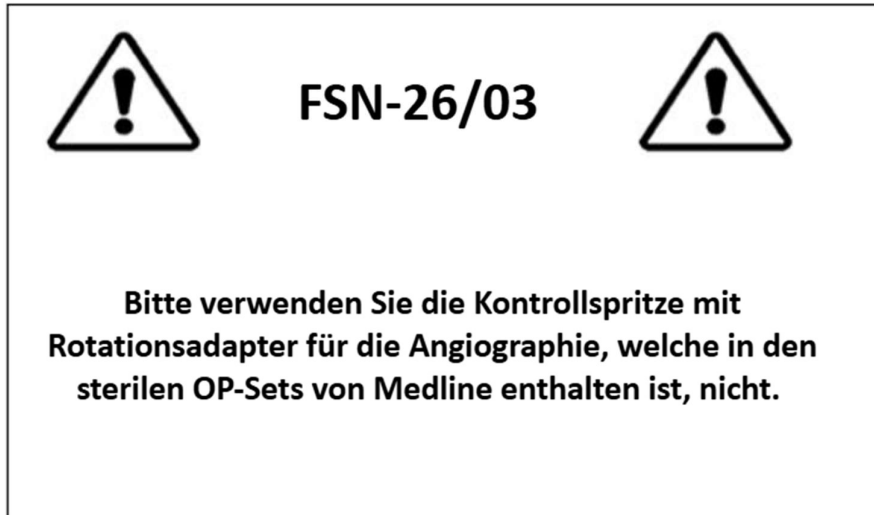 FSN-26/03
Bitte verwenden Sie die Kontrollspritze mit
Rotationsadapter für die Angiographie, welche in den
sterilen OP-Sets von Medline enthalten ist, nicht.